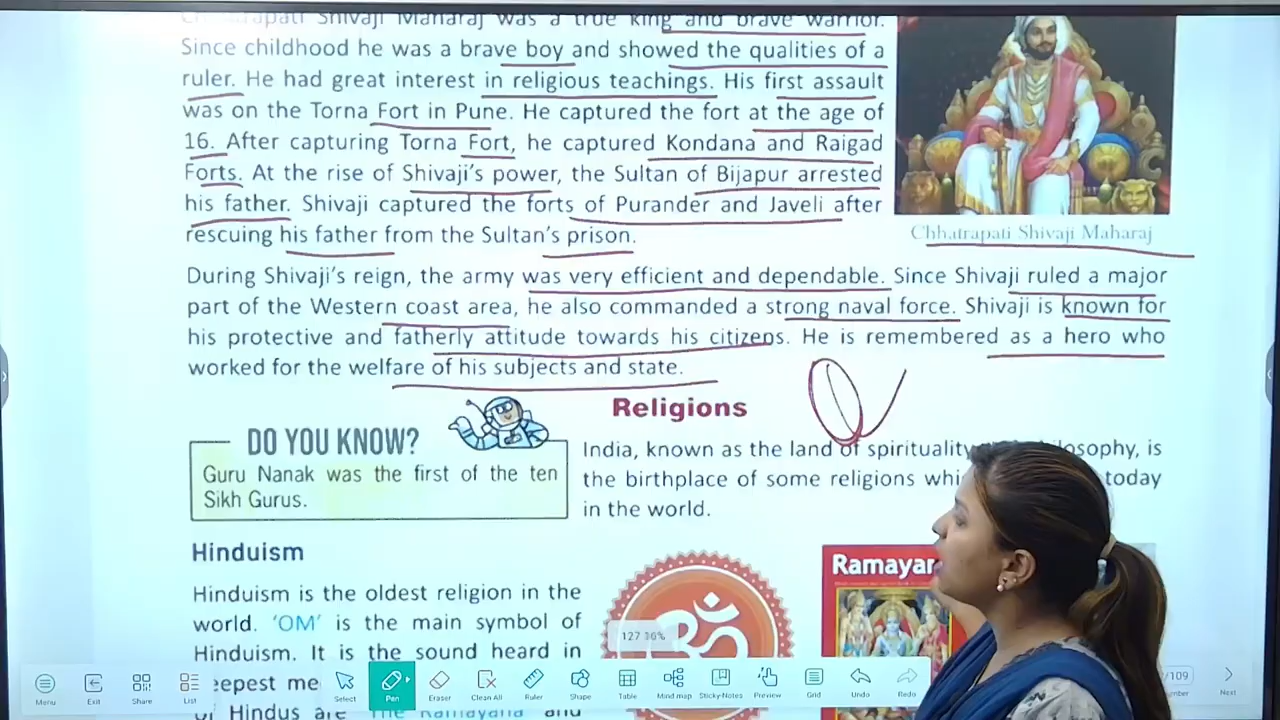 Chhatrapati Shivaji Maharaj was a true king and brave warrior.
Since childhood he was a brave boy and showed the qualities of a
ruler. He had great interest in religious teachings. His first assault
was on the Torna Fort in Pune. He captured the fort at the age of
16. After capturing Torna Fort, he captured Kondana and Raigad
Forts. At the rise of Shivaji's power, the Sultan of Bijapur arrested
his father. Shivaji captured the forts of Purander and Javeli after
rescuing his father from the Sultan's prison.
Chhatrapati Shivaji Maharaj
During Shivaji's reign, the army was very efficient and dependable. Since Shivaji ruled a major
part of the Western coast area, he also commanded a strong naval force. Shivaji is known for
his protective and fatherly attitude towards his citizens. He is remembered as a hero who
worked for the welfare of his subjects and state.
Religions
DO YOU KNOW?
Guru Nanak was the first of the ten
Sikh Gurus.
India, known as the land of spirituality is
the birthplace of some religions today
in the world.
Hinduism
Hinduism is the oldest religion in the
world. 'OM' is the main symbol of
Hinduism. It is the sound heard in
of Hindus are The Ramayana and
ॐ
Ramayan
127 36%
Menu
Exit
Share
List
Select
Pen
Eraser
Clean All
Ruler
Shape
Table
Mind map
Sticky-Notes
Preview
Grid
Undo
Redo
/109
Next